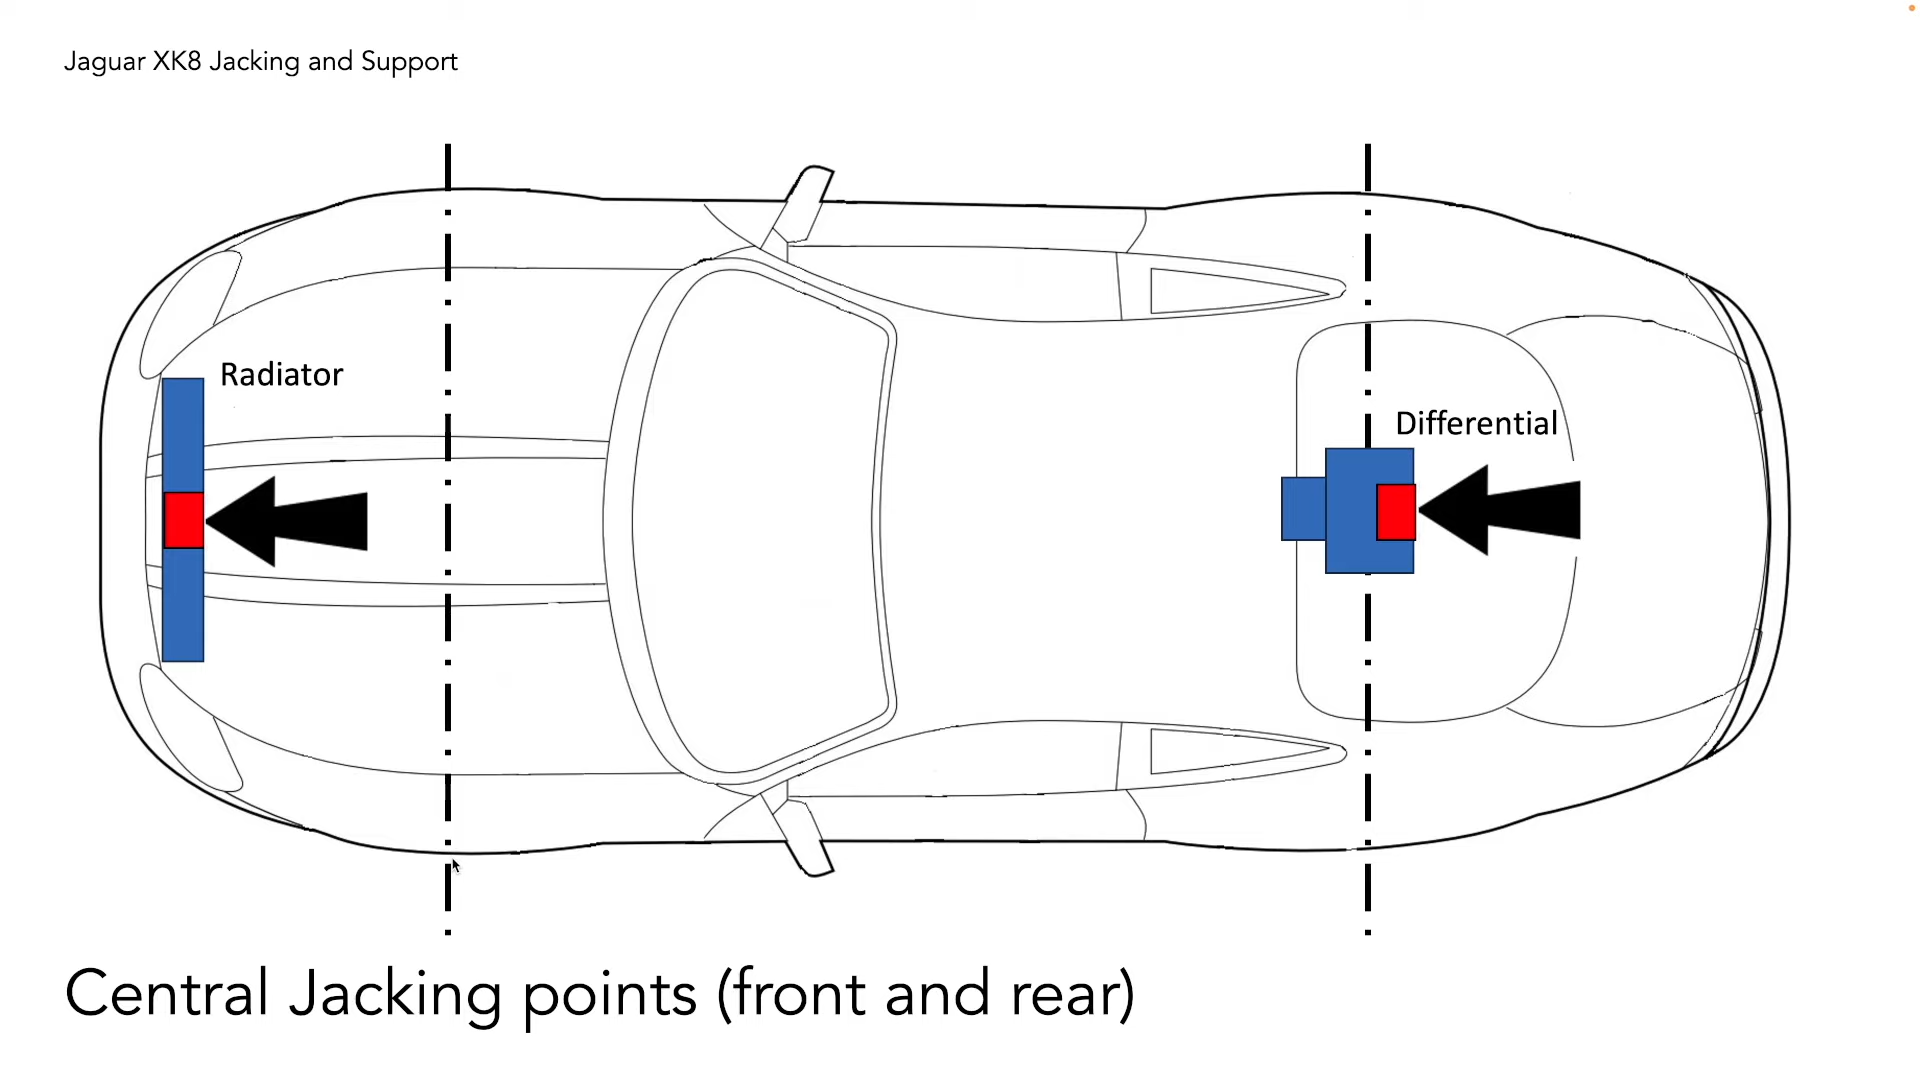 Jaguar XK8 Jacking and Support
Radiator
Differential
Central Jacking points (front and rear)